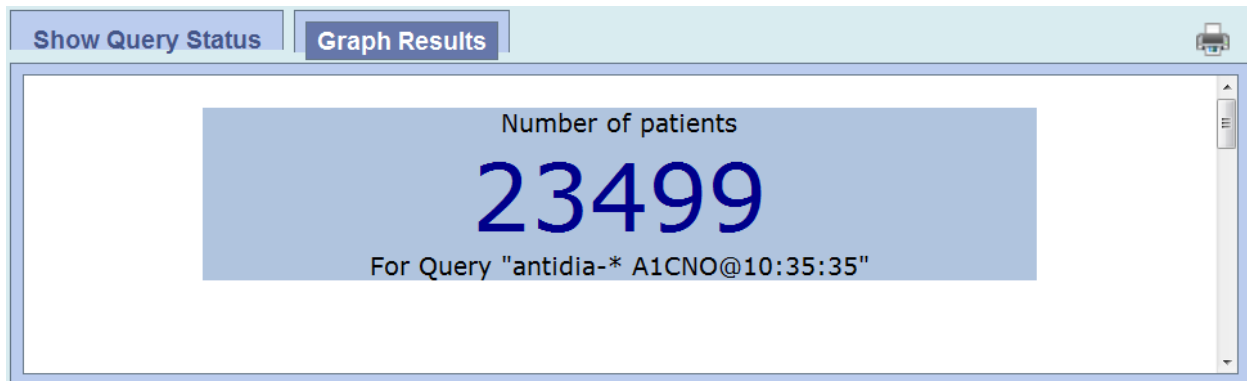 Show Query Status
Graph Results
Number of patients
23499
For Query "antidia-* A1CNO@10:35:35"